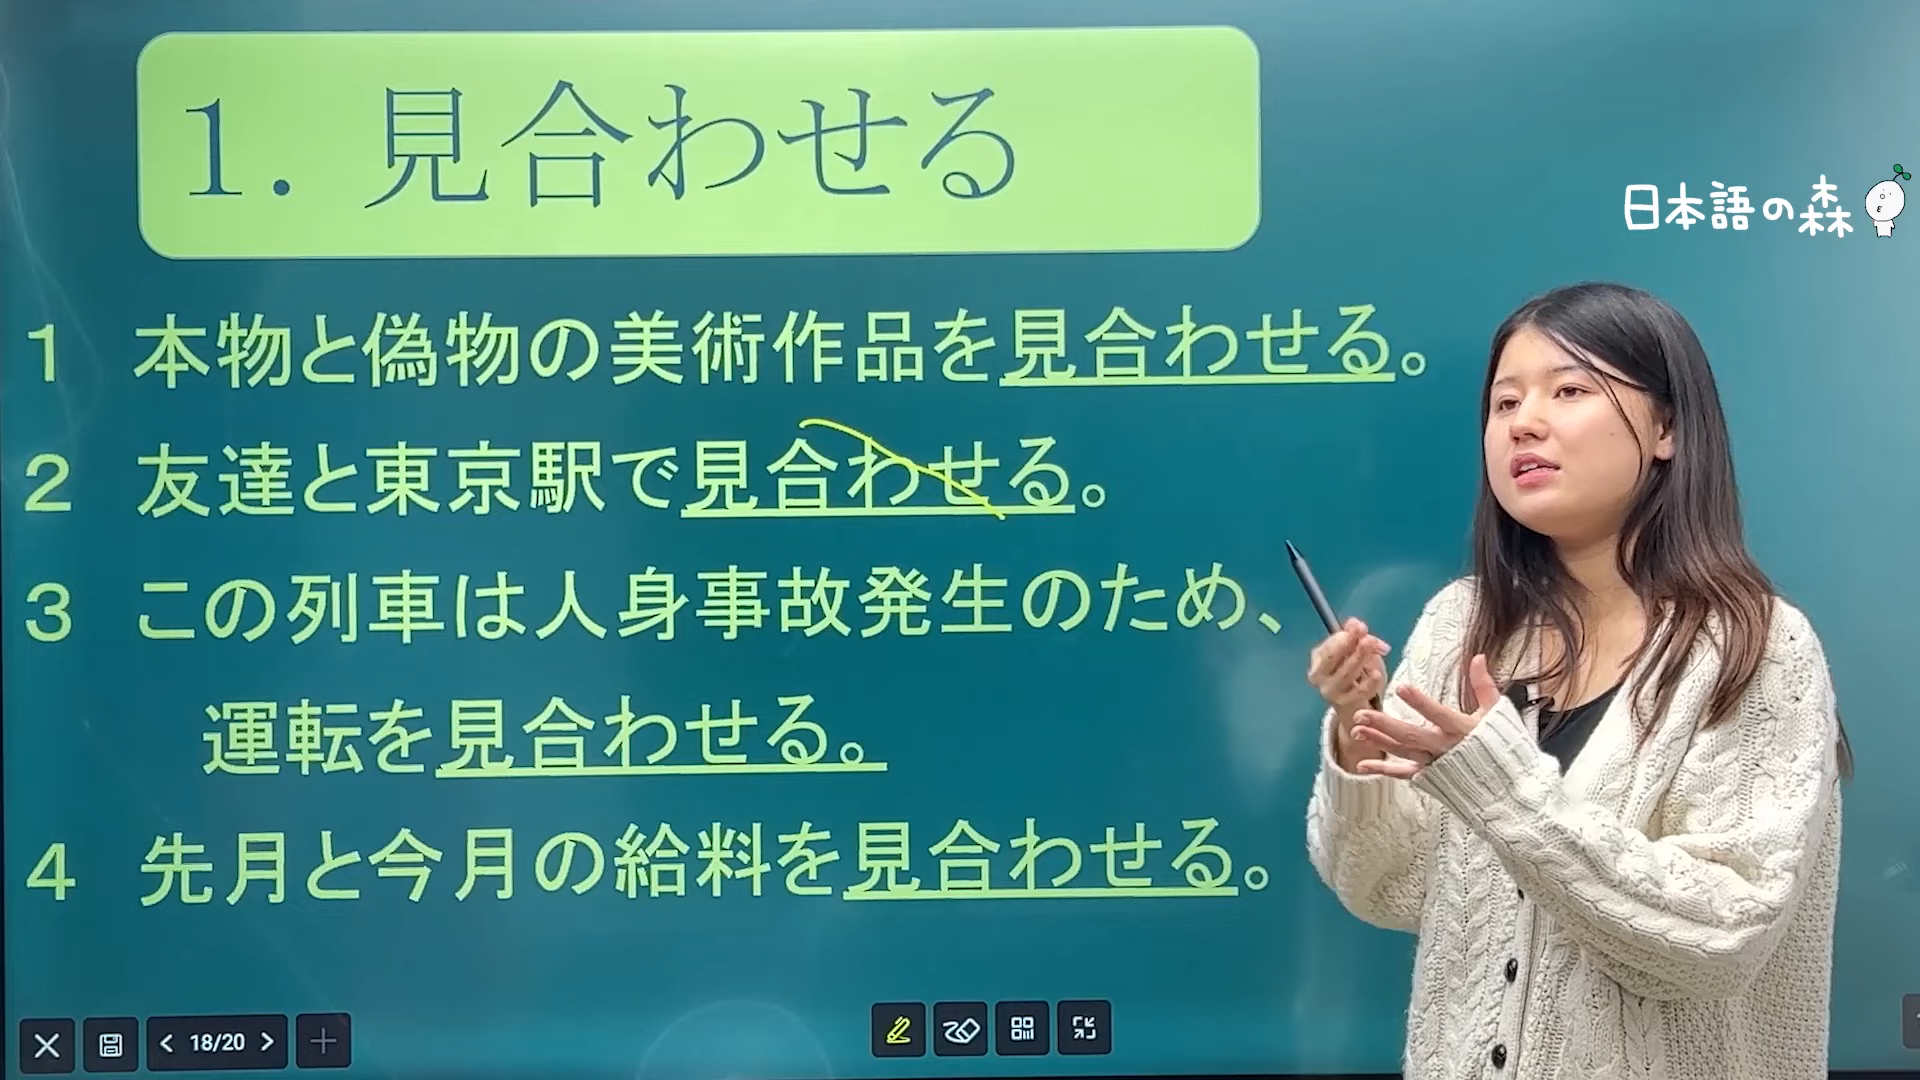 1. 見合わせる
日本語の森
1 本物と偽物の美術作品を見合わせる。
2 友達と東京駅で見合わせる。
3 この列車は人身事故発生のため、
運転を見合わせる。
4 先月と今月の給料を見合わせる。
18/20